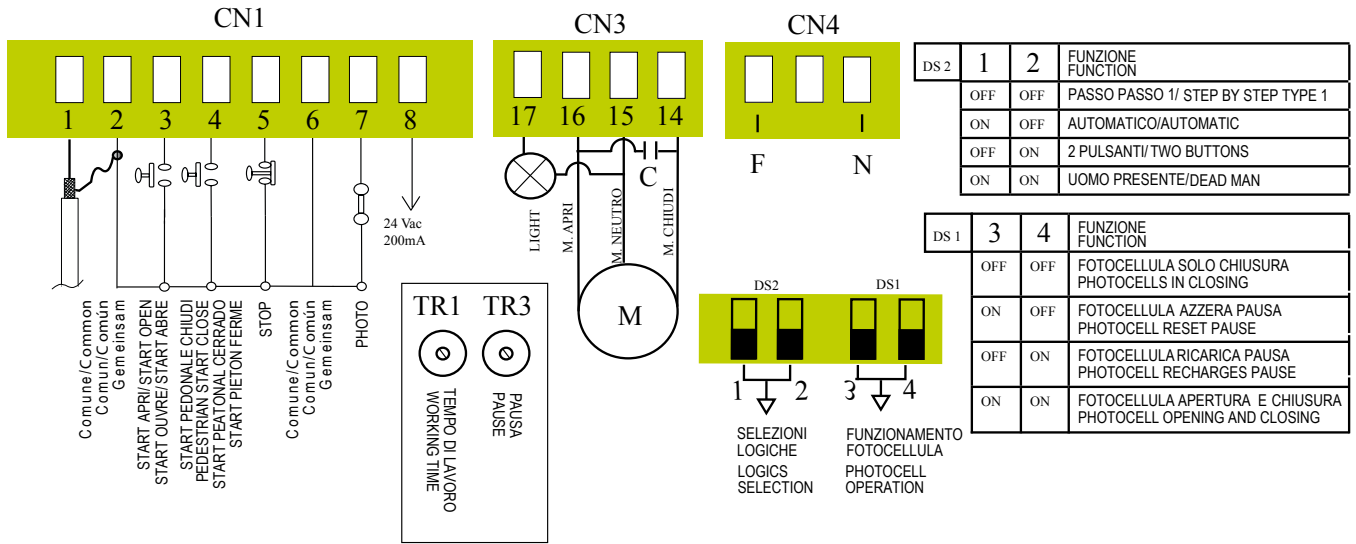 CN1
1 2 3 4 5 6 7 8
24 Vac
200mA
Comune/Common
Comun/Común
Gemeinsam
START APRI/START OPEN
START OUVRE/START ABRE
START PEDONALE CHIUDI
PEDESTRIAN START CLOSE
START PEATONAL CERRADO
START PIETON FERME
STOP
Comune/Common
Comun/Común
Gemeinsam
PHOTO
CN3
17 16 15 14
C
LIGHT
M. APRI
M. NEUTRO
M. CHIUDI
M
TR1 TR3
TEMPO DI LAVORO
WORKING TIME
PAUSA
PAUSE
CN4
F N
DS2 DS1
1 2 3 4
SELEZIONI
LOGICHE
LOGICS
SELECTION
FUNZIONAMENTO
FOTOCELLULA
PHOTOCELL
OPERATION
DS 2 1 2 FUNZIONE
FUNCTION
OFF OFF PASSO PASSO 1/ STEP BY STEP TYPE 1
ON OFF AUTOMATICO/AUTOMATIC
OFF ON 2 PULSANTI/ TWO BUTTONS
ON ON UOMO PRESENTE/DEAD MAN
DS 1 3 4 FUNZIONE
FUNCTION
OFF OFF FOTOCELLULA SOLO CHIUSURA
PHOTOCELLS IN CLOSING
ON OFF FOTOCELLULA AZZERA PAUSA
PHOTOCELL RESET PAUSE
OFF ON FOTOCELLULA RICARICA PAUSA
PHOTOCELL RECHARGES PAUSE
ON ON FOTOCELLULA APERTURA E CHIUSURA
PHOTOCELL OPENING AND CLOSING